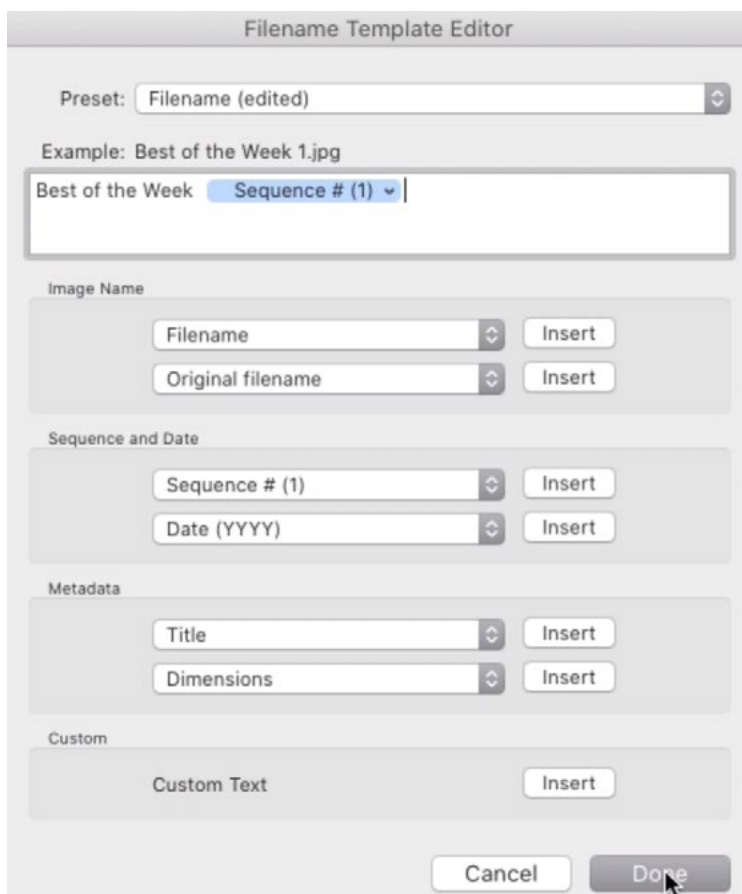 Filename Template Editor
Preset: Filename (edited)
Example: Best of the Week 1.jpg
Best of the Week Sequence # (1)
Image Name
Filename Insert
Original filename Insert
Sequence and Date
Sequence # (1) Insert
Date (YYYY) Insert
Metadata
Title Insert
Dimensions Insert
Custom
Custom Text Insert
Cancel Done